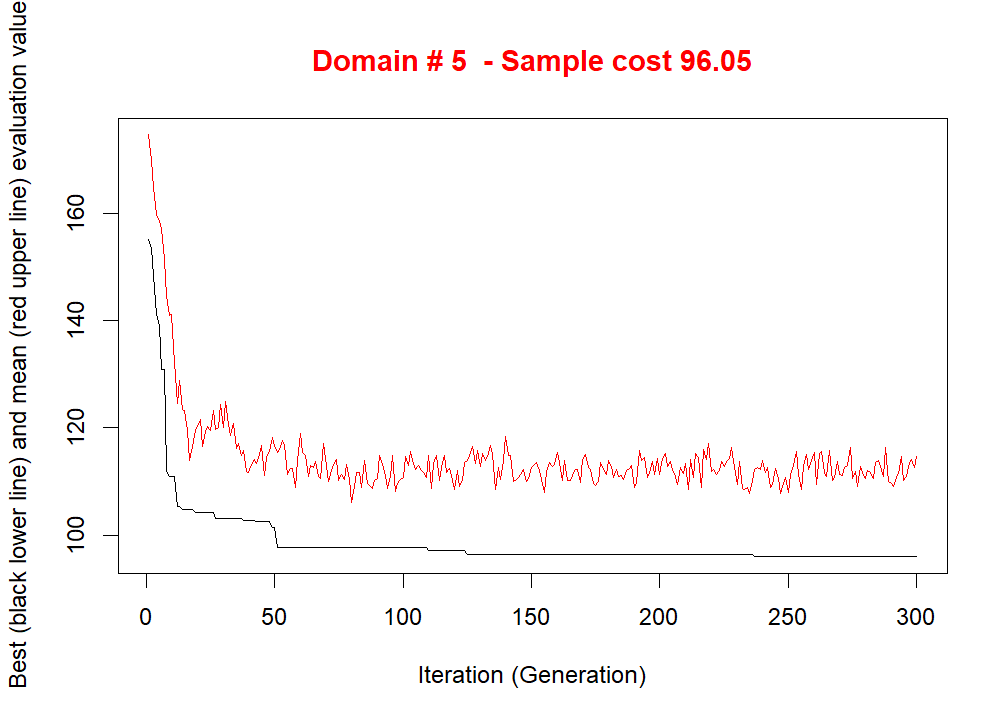 Domain # 5  - Sample cost 96.05
Best (black lower line) and mean (red upper line) evaluation value
160
140
120
100
0 50 100 150 200 250 300
Iteration (Generation)